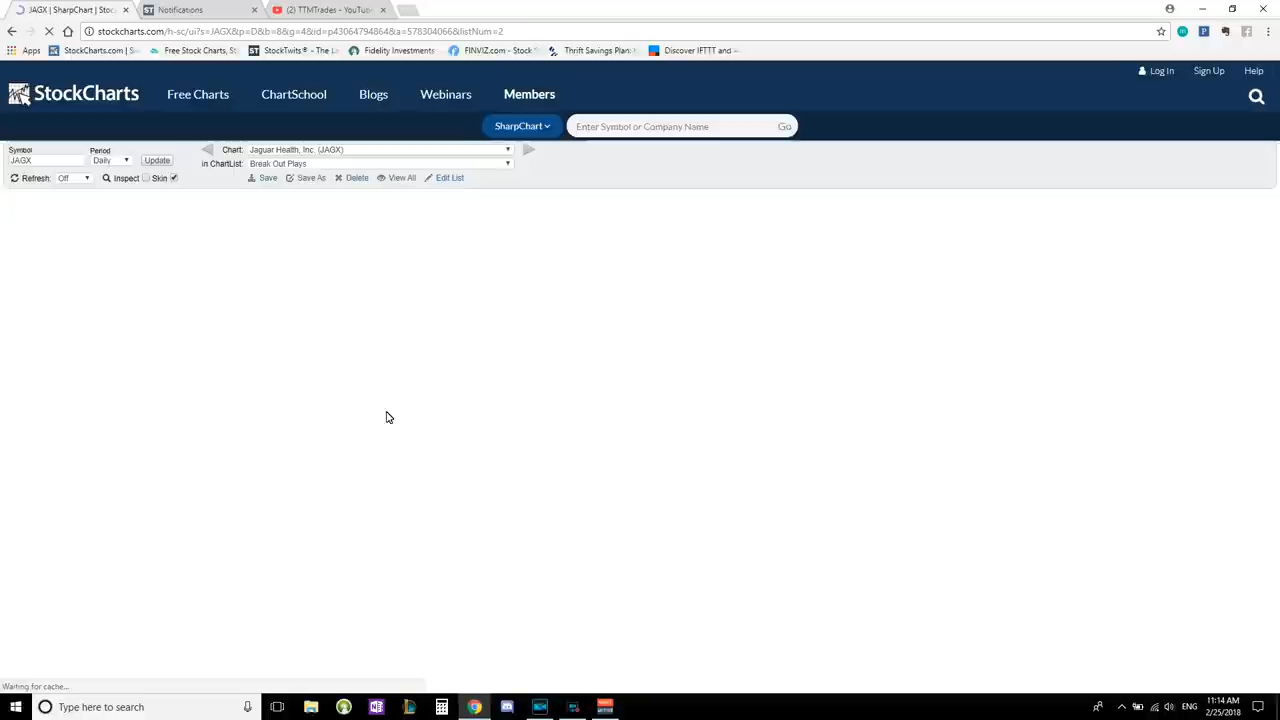 JAGX | SharpChart | Stock
Notifications
(2) TTMTrades - YouTube
stockcharts.com/h-sc/ui?s=JAGX&p=D&b=8&g=4&id=p43064794864&a=578304066&listNum=2
Apps
StockCharts.com | S
Free Stock Charts, St
StockTwits® - The L
Fidelity Investments
FINVIZ.com - Stock
Thrift Savings Plan:
Discover IFTTT and
Log In
Sign Up
Help
StockCharts
Free Charts
ChartSchool
Blogs
Webinars
Members
SharpChart
Enter Symbol or Company Name
Go
Symbol
Period
JAGX
Daily
Update
Chart:
Jaguar Health, Inc. (JAGX)
in ChartList:
Break Out Plays
Refresh:
Off
Inspect
Skin
Save
Save As
Delete
View All
Edit List
Waiting for cache...
Type here to search
ENG
11:14 AM
2/25/2018